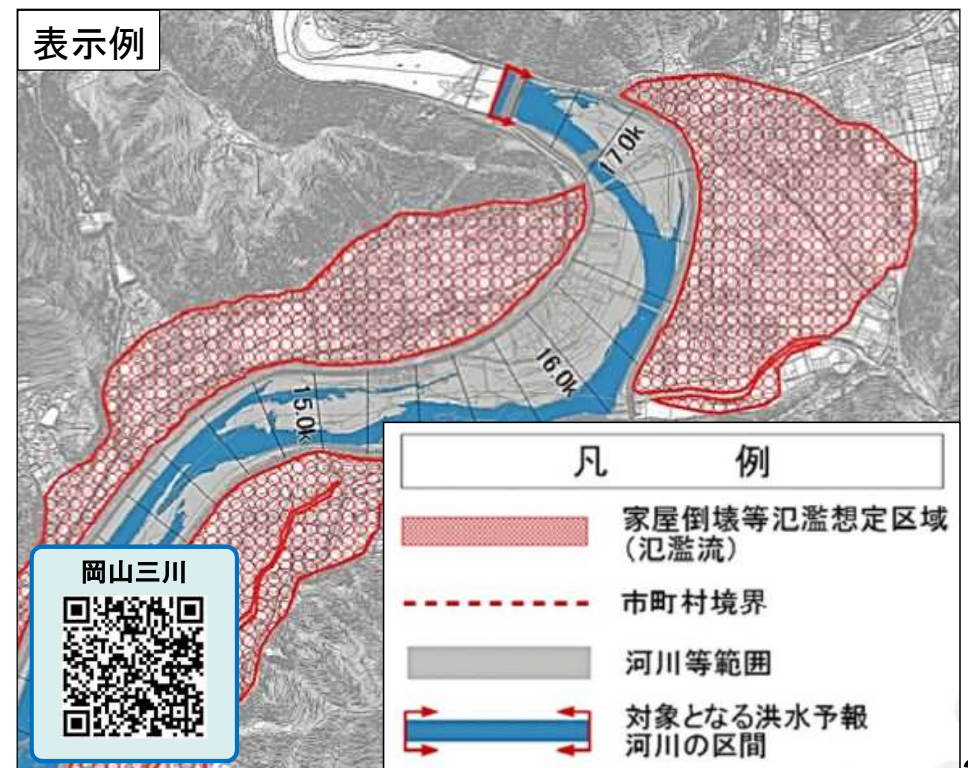 表示例
17.0k
16.0k
15.0k
岡山三川
凡 例
家屋倒壊等氾濫想定区域
(氾濫流)
市町村境界
河川等範囲
対象となる洪水予報
河川の区間